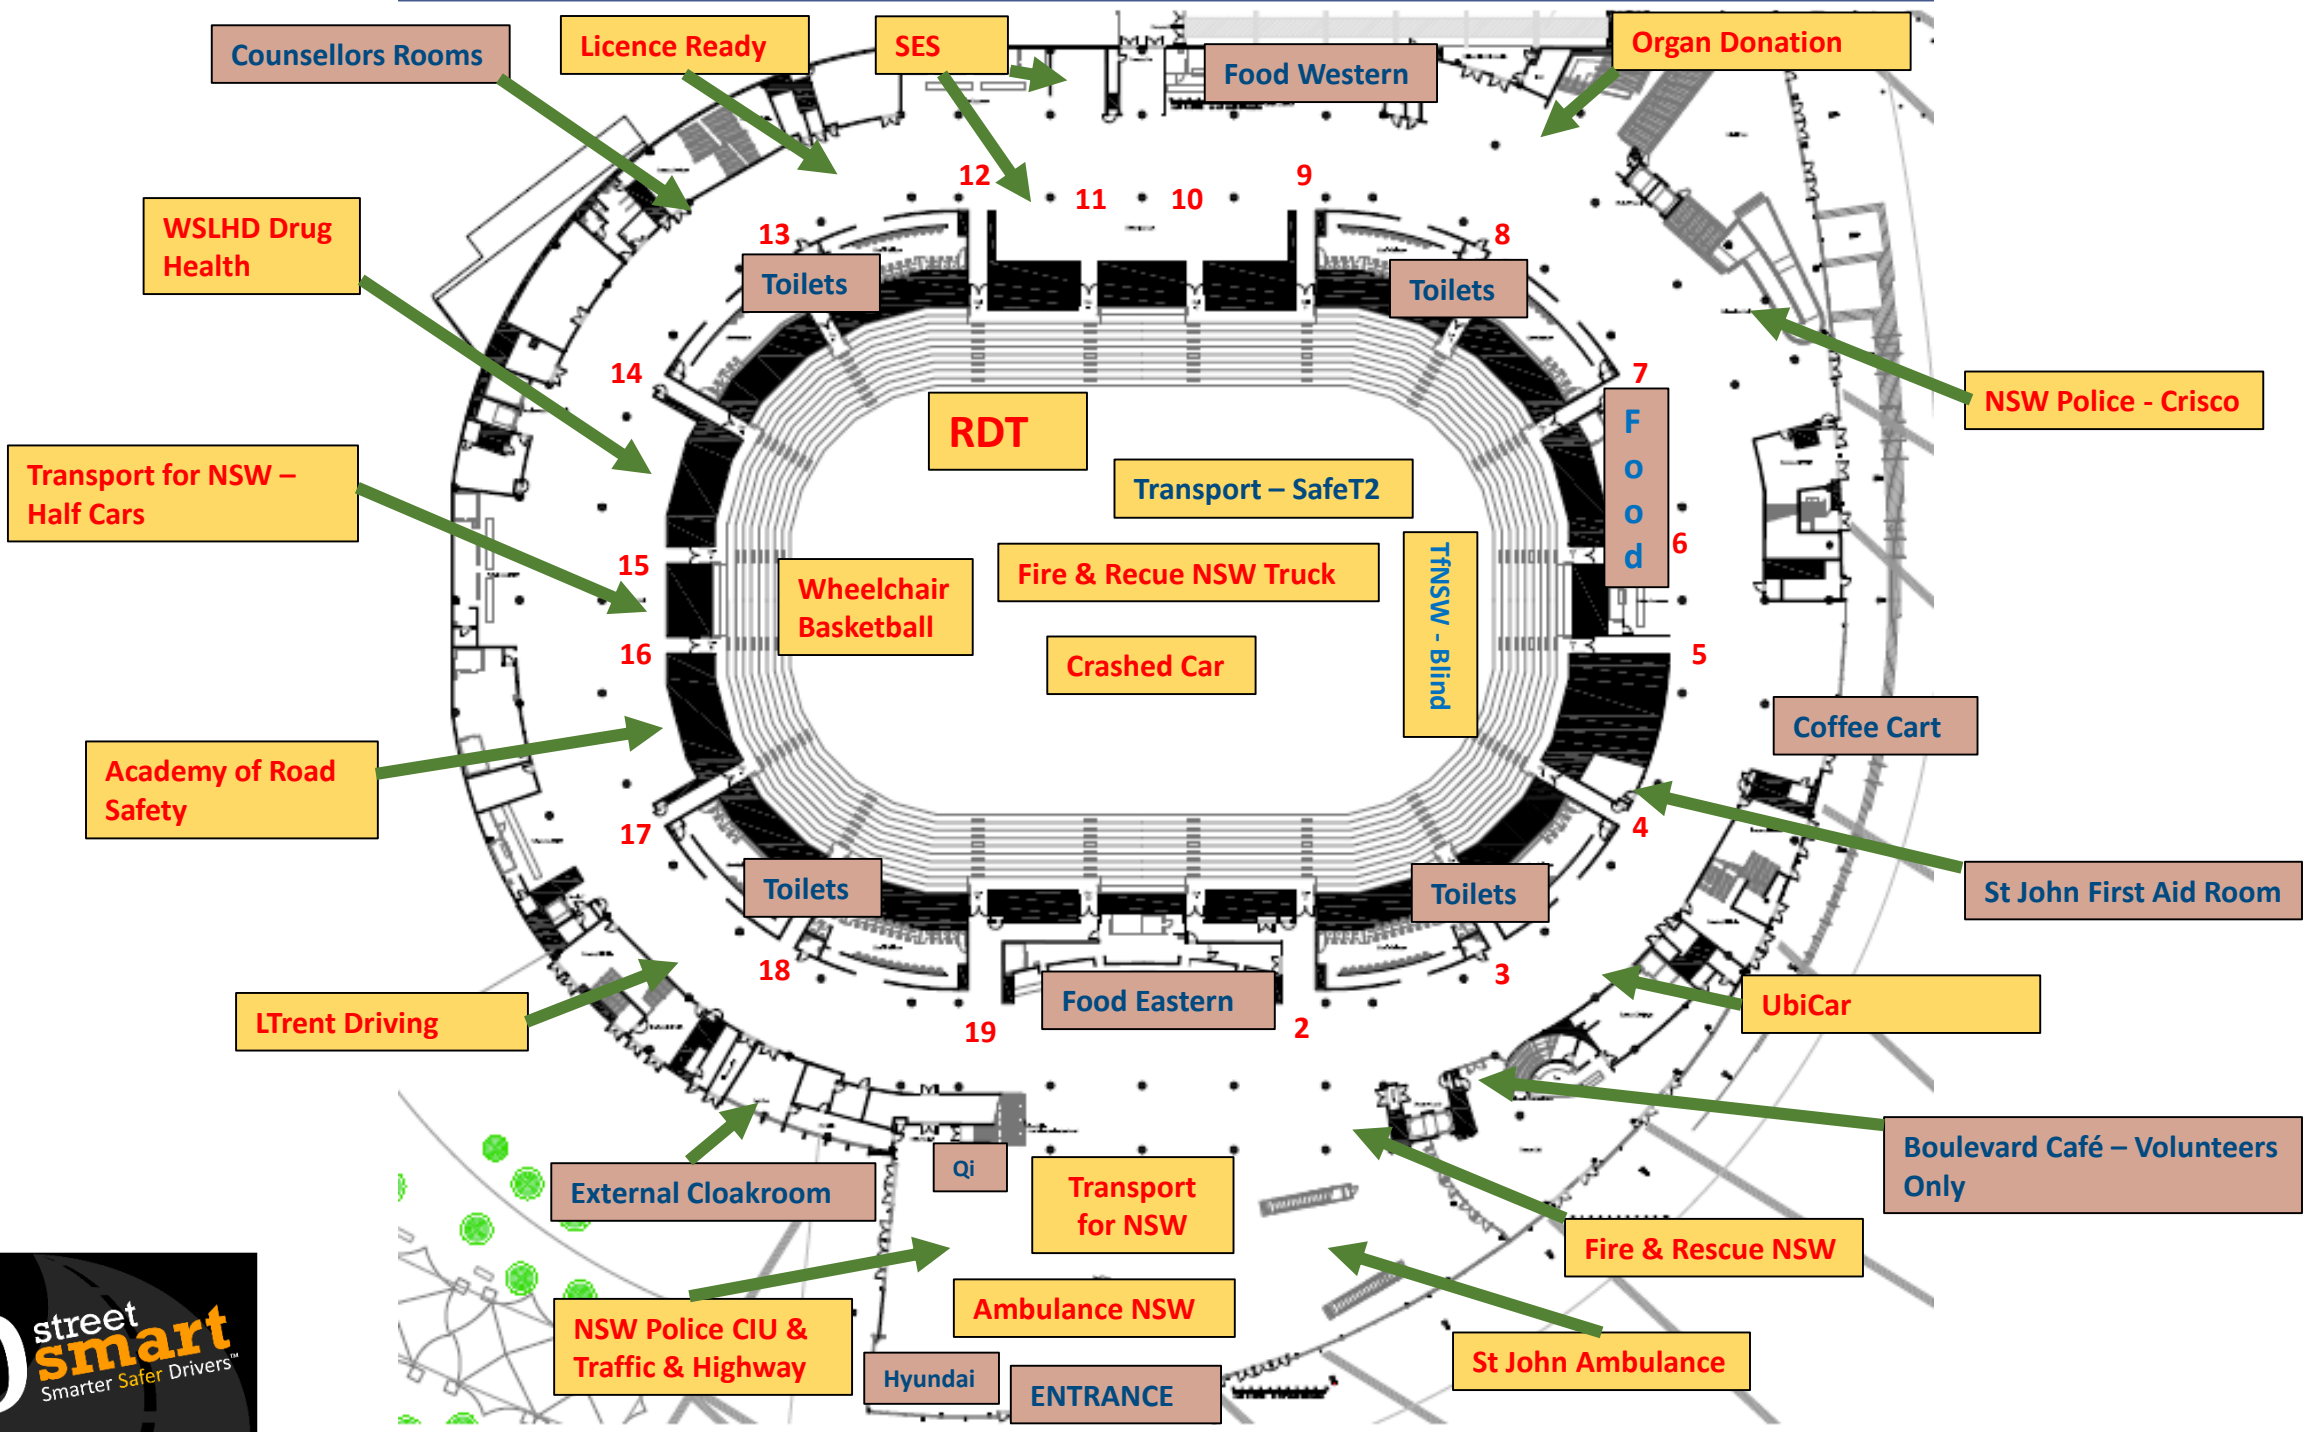 Counsellors Rooms
Licence Ready
SES
Food Western
Organ Donation
12
11
10
9
WSLHD Drug
Health
13
8
Toilets
Toilets
14
7
NSW Police - Crisco
RDT
Food
Transport for NSW –
Half Cars
Transport – SafeT2
15
6
Fire & Recue NSW Truck
Wheelchair
Basketball
TfNSW - Blind
16
5
Crashed Car
Coffee Cart
Academy of Road
Safety
17
4
Toilets
Toilets
St John First Aid Room
18
3
Food Eastern
UbiCar
LTrent Driving
19
2
Boulevard Café – Volunteers
Only
Qi
External Cloakroom
Transport
for NSW
Fire & Rescue NSW
Ambulance NSW
NSW Police CIU &
Traffic & Highway
St John Ambulance
Hyundai
ENTRANCE
street
smart
Smarter Safer Drivers™